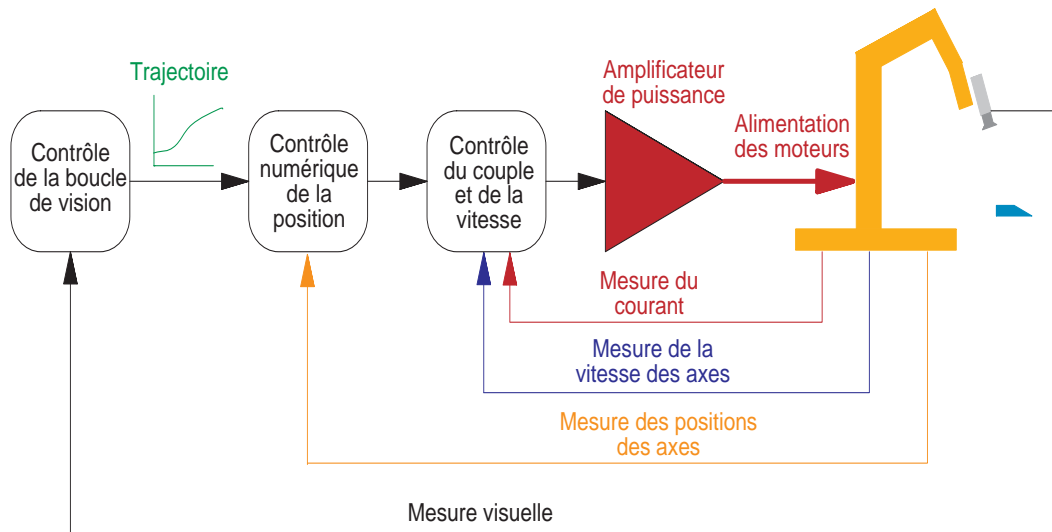 Trajectoire
Contrôle
de la boucle
de vision
Contrôle
numérique
de la
position
Contrôle
du couple
et de la
vitesse
Amplificateur
de puissance
Alimentation
des moteurs
Mesure du
courant
Mesure de la
vitesse des axes
Mesure des positions
des axes
Mesure visuelle